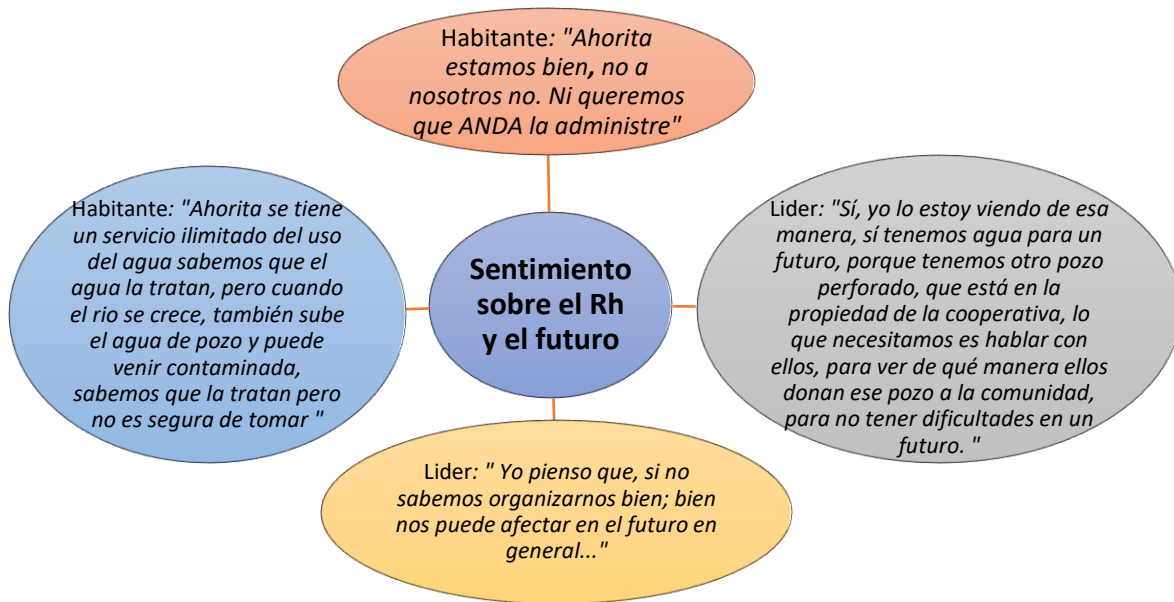 Habitante: "Ahorita
estamos bien, no a
nosotros no. Ni queremos
que ANDA la administre"
Habitante: "Ahorita se tiene
un servicio ilimitado del uso
del agua sabemos que el
agua la tratan, pero cuando
el rio se crece, también sube
el agua de pozo y puede
venir contaminada,
sabemos que la tratan pero
no es segura de tomar "
Sentimiento
sobre el Rh
y el futuro
Lider: "Sí, yo lo estoy viendo de esa
manera, sí tenemos agua para un
futuro, porque tenemos otro pozo
perforado, que está en la
propiedad de la cooperativa, lo
que necesitamos es hablar con
ellos, para ver de qué manera ellos
donan ese pozo a la comunidad,
para no tener dificultades en un
futuro. "
Lider: " Yo pienso que, si no
sabemos organizarnos bien; bien
nos puede afectar en el futuro en
general..."